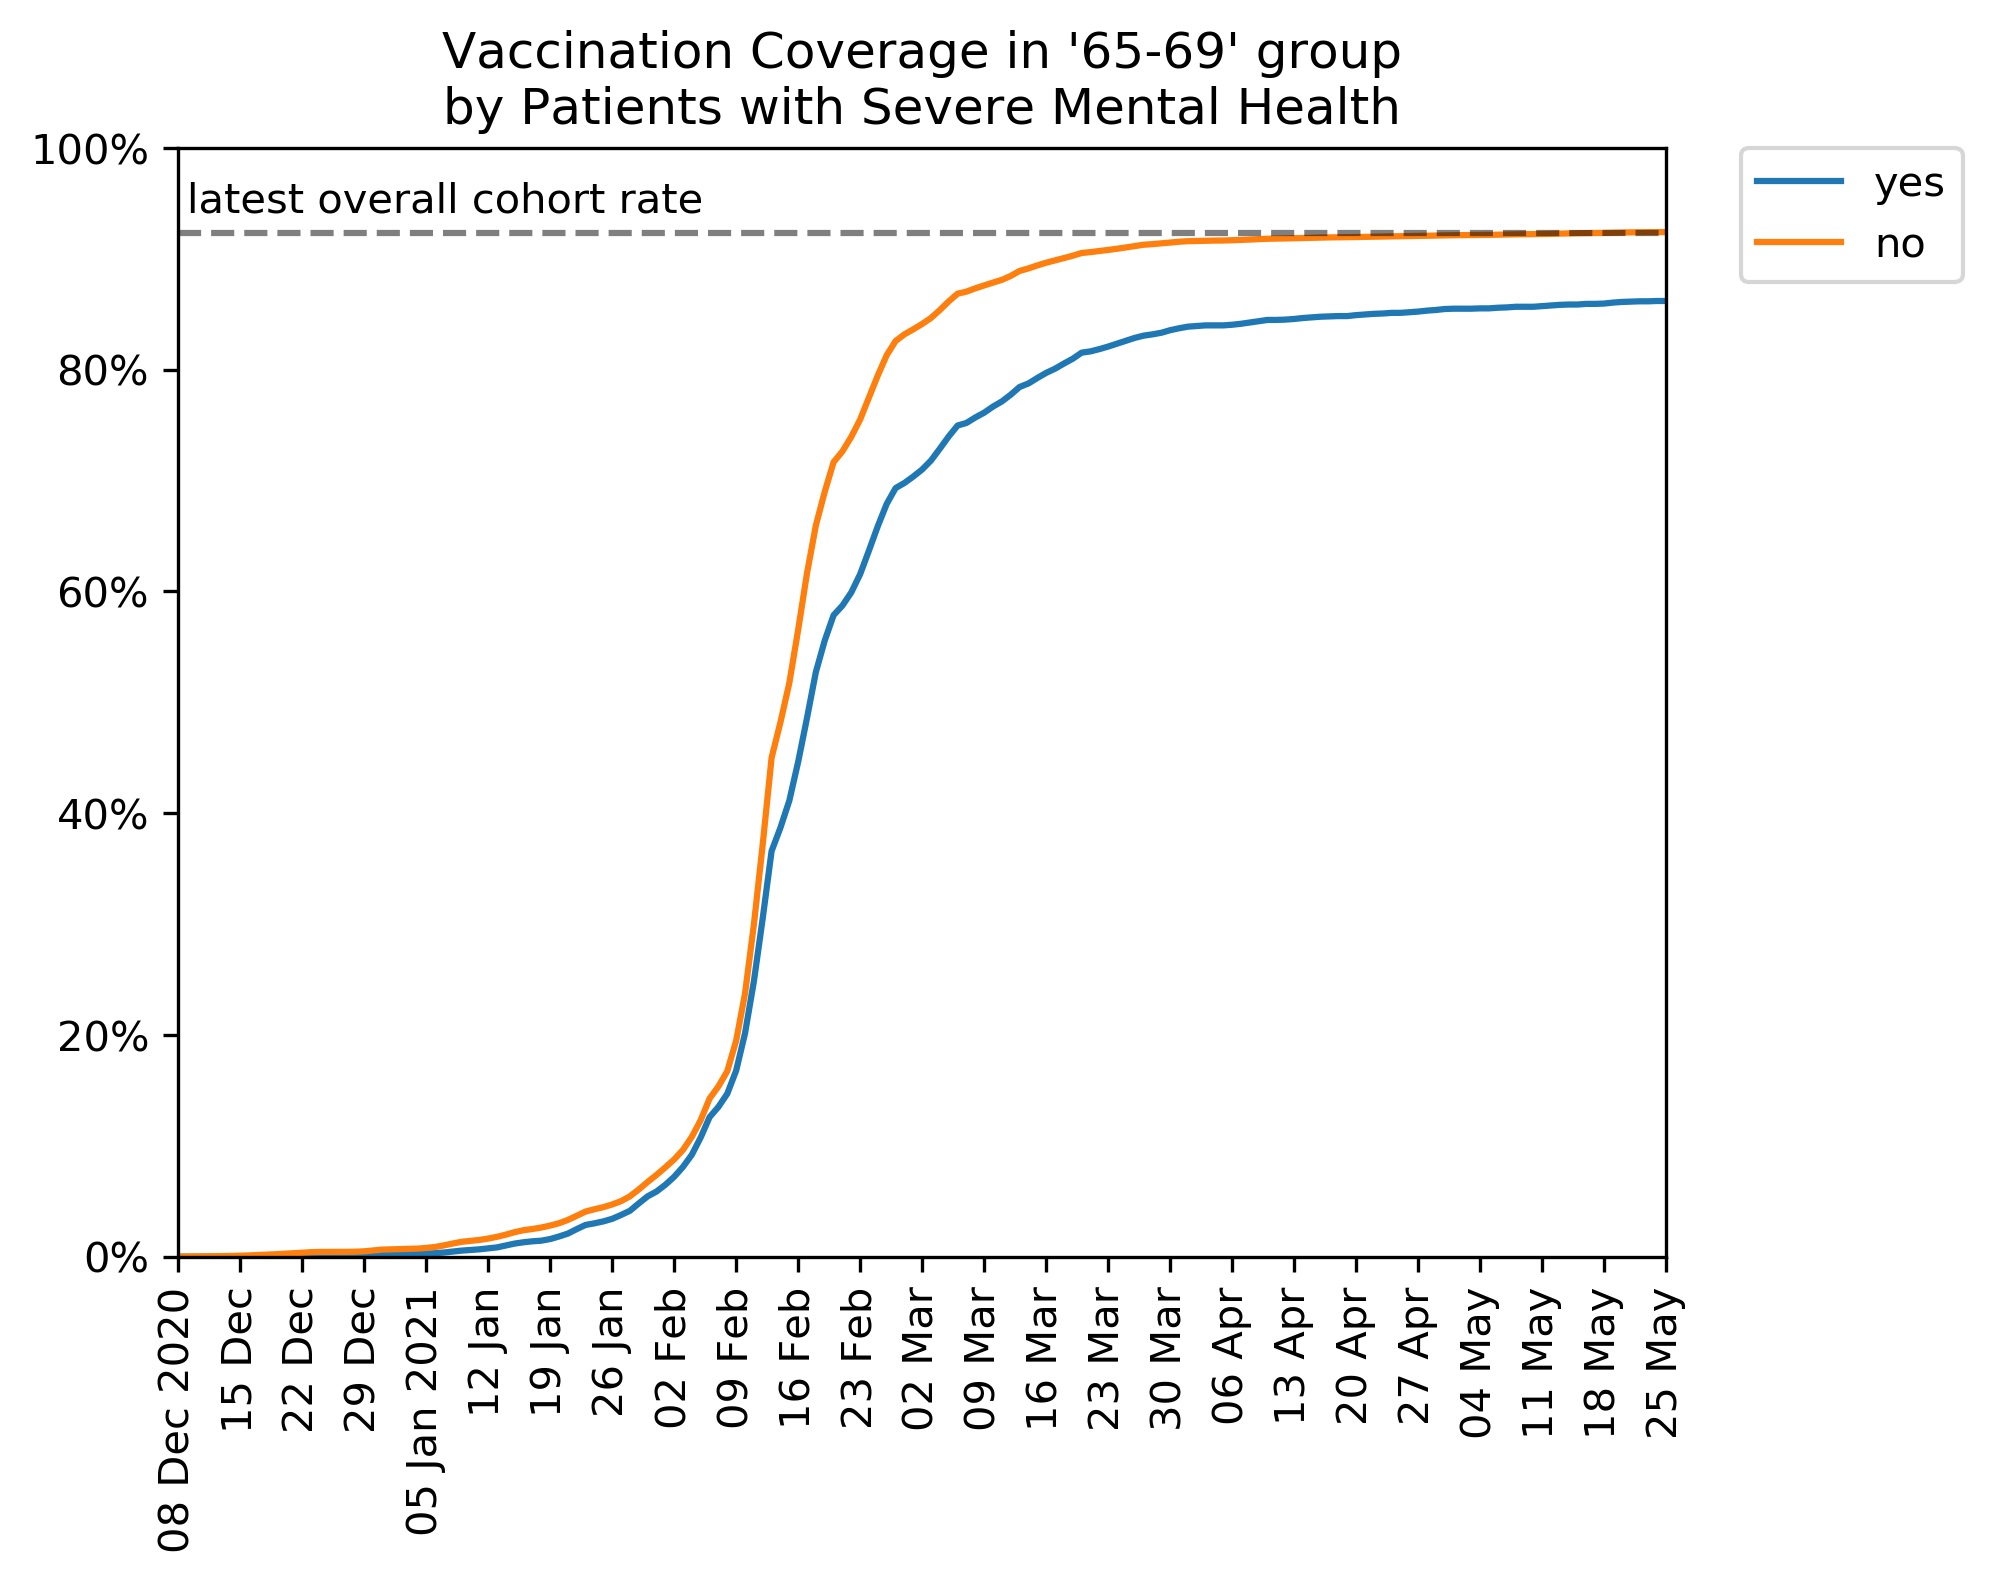 Vaccination Coverage in '65-69' group
by Patients with Severe Mental Health
100%
80%
60%
40%
20%
0%
latest overall cohort rate
yes
no
08 Dec 2020
15 Dec
22 Dec
29 Dec
05 Jan 2021
12 Jan
19 Jan
26 Jan
02 Feb
09 Feb
16 Feb
23 Feb
02 Mar
09 Mar
16 Mar
23 Mar
30 Mar
06 Apr
13 Apr
20 Apr
27 Apr
04 May
11 May
18 May
25 May